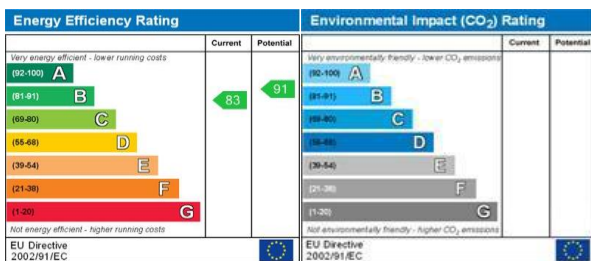 Energy Efficiency Rating
Current Potential
Very energy efficient - lower running costs
(92-100) A
(81-91) B
83
91
(69-80) C
(55-68) D
(39-54) E
(21-38) F
(1-20) G
Not energy efficient - higher running costs
EU Directive
2002/91/EC
Environmental Impact (CO₂) Rating
Current Potential
Very environmentally friendly - lower CO₂ emissions
(92-100) A
(81-91) B
(69-80) C
(55-68) D
(39-54) E
(21-38) F
(1-20) G
Not environmentally friendly - higher CO₂ emissions
EU Directive
2002/91/EC